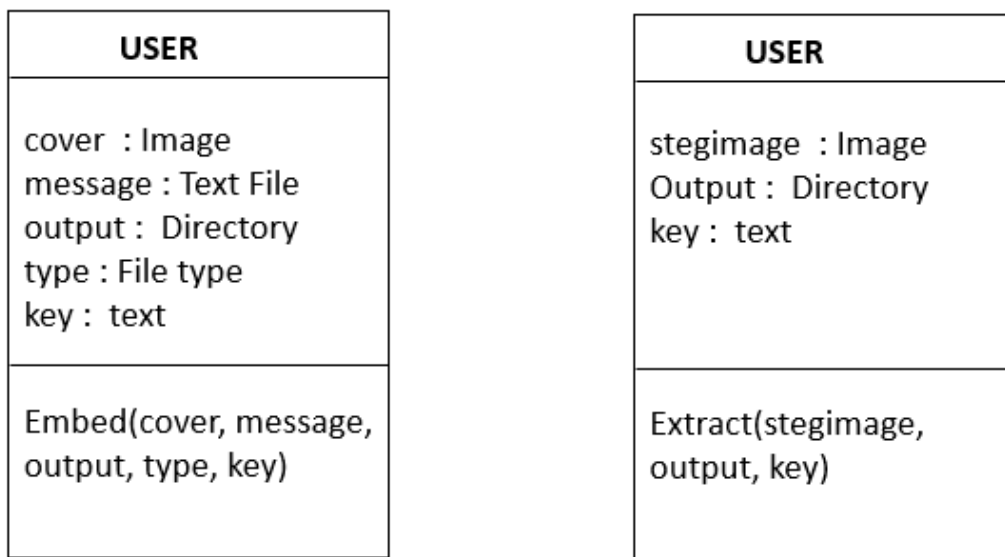 USER
cover : Image
message : Text File
output : Directory
type : File type
key : text
Embed(cover, message,
output, type, key)
USER
stegimage : Image
Output : Directory
key : text
Extract(stegimage,
output, key)